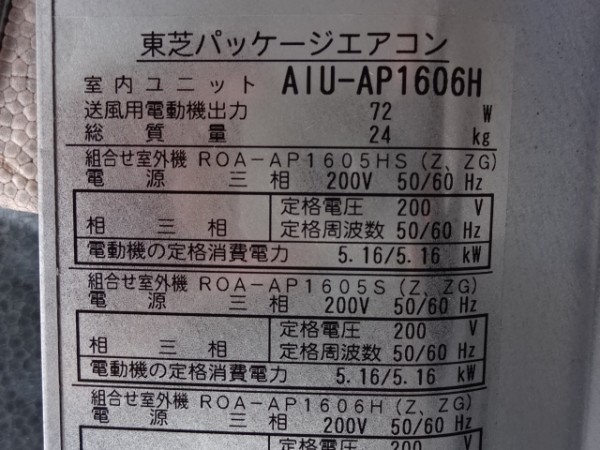 東芝パッケージエアコン
室内ユニット AIU-AP1606H
送風用電動機出力 72 W
総質量 24 kg
組合せ室外機 ROA-AP1605HS (Z、ZG)
電源 三相 200V 50/60 Hz
相 三相 定格電圧 200 V
定格周波数 50/60 Hz
電動機の定格消費電力 5.16/5.16 kW
組合せ室外機 ROA-AP1605S (Z、ZG)
電源 三相 200V 50/60 Hz
相 三相 定格電圧 200 V
定格周波数 50/60 Hz
電動機の定格消費電力 5.16/5.16 kW
組合せ室外機 ROA-AP1606H (Z、ZG)
電源 三相 200V 50/60 Hz
定格電圧 200 V